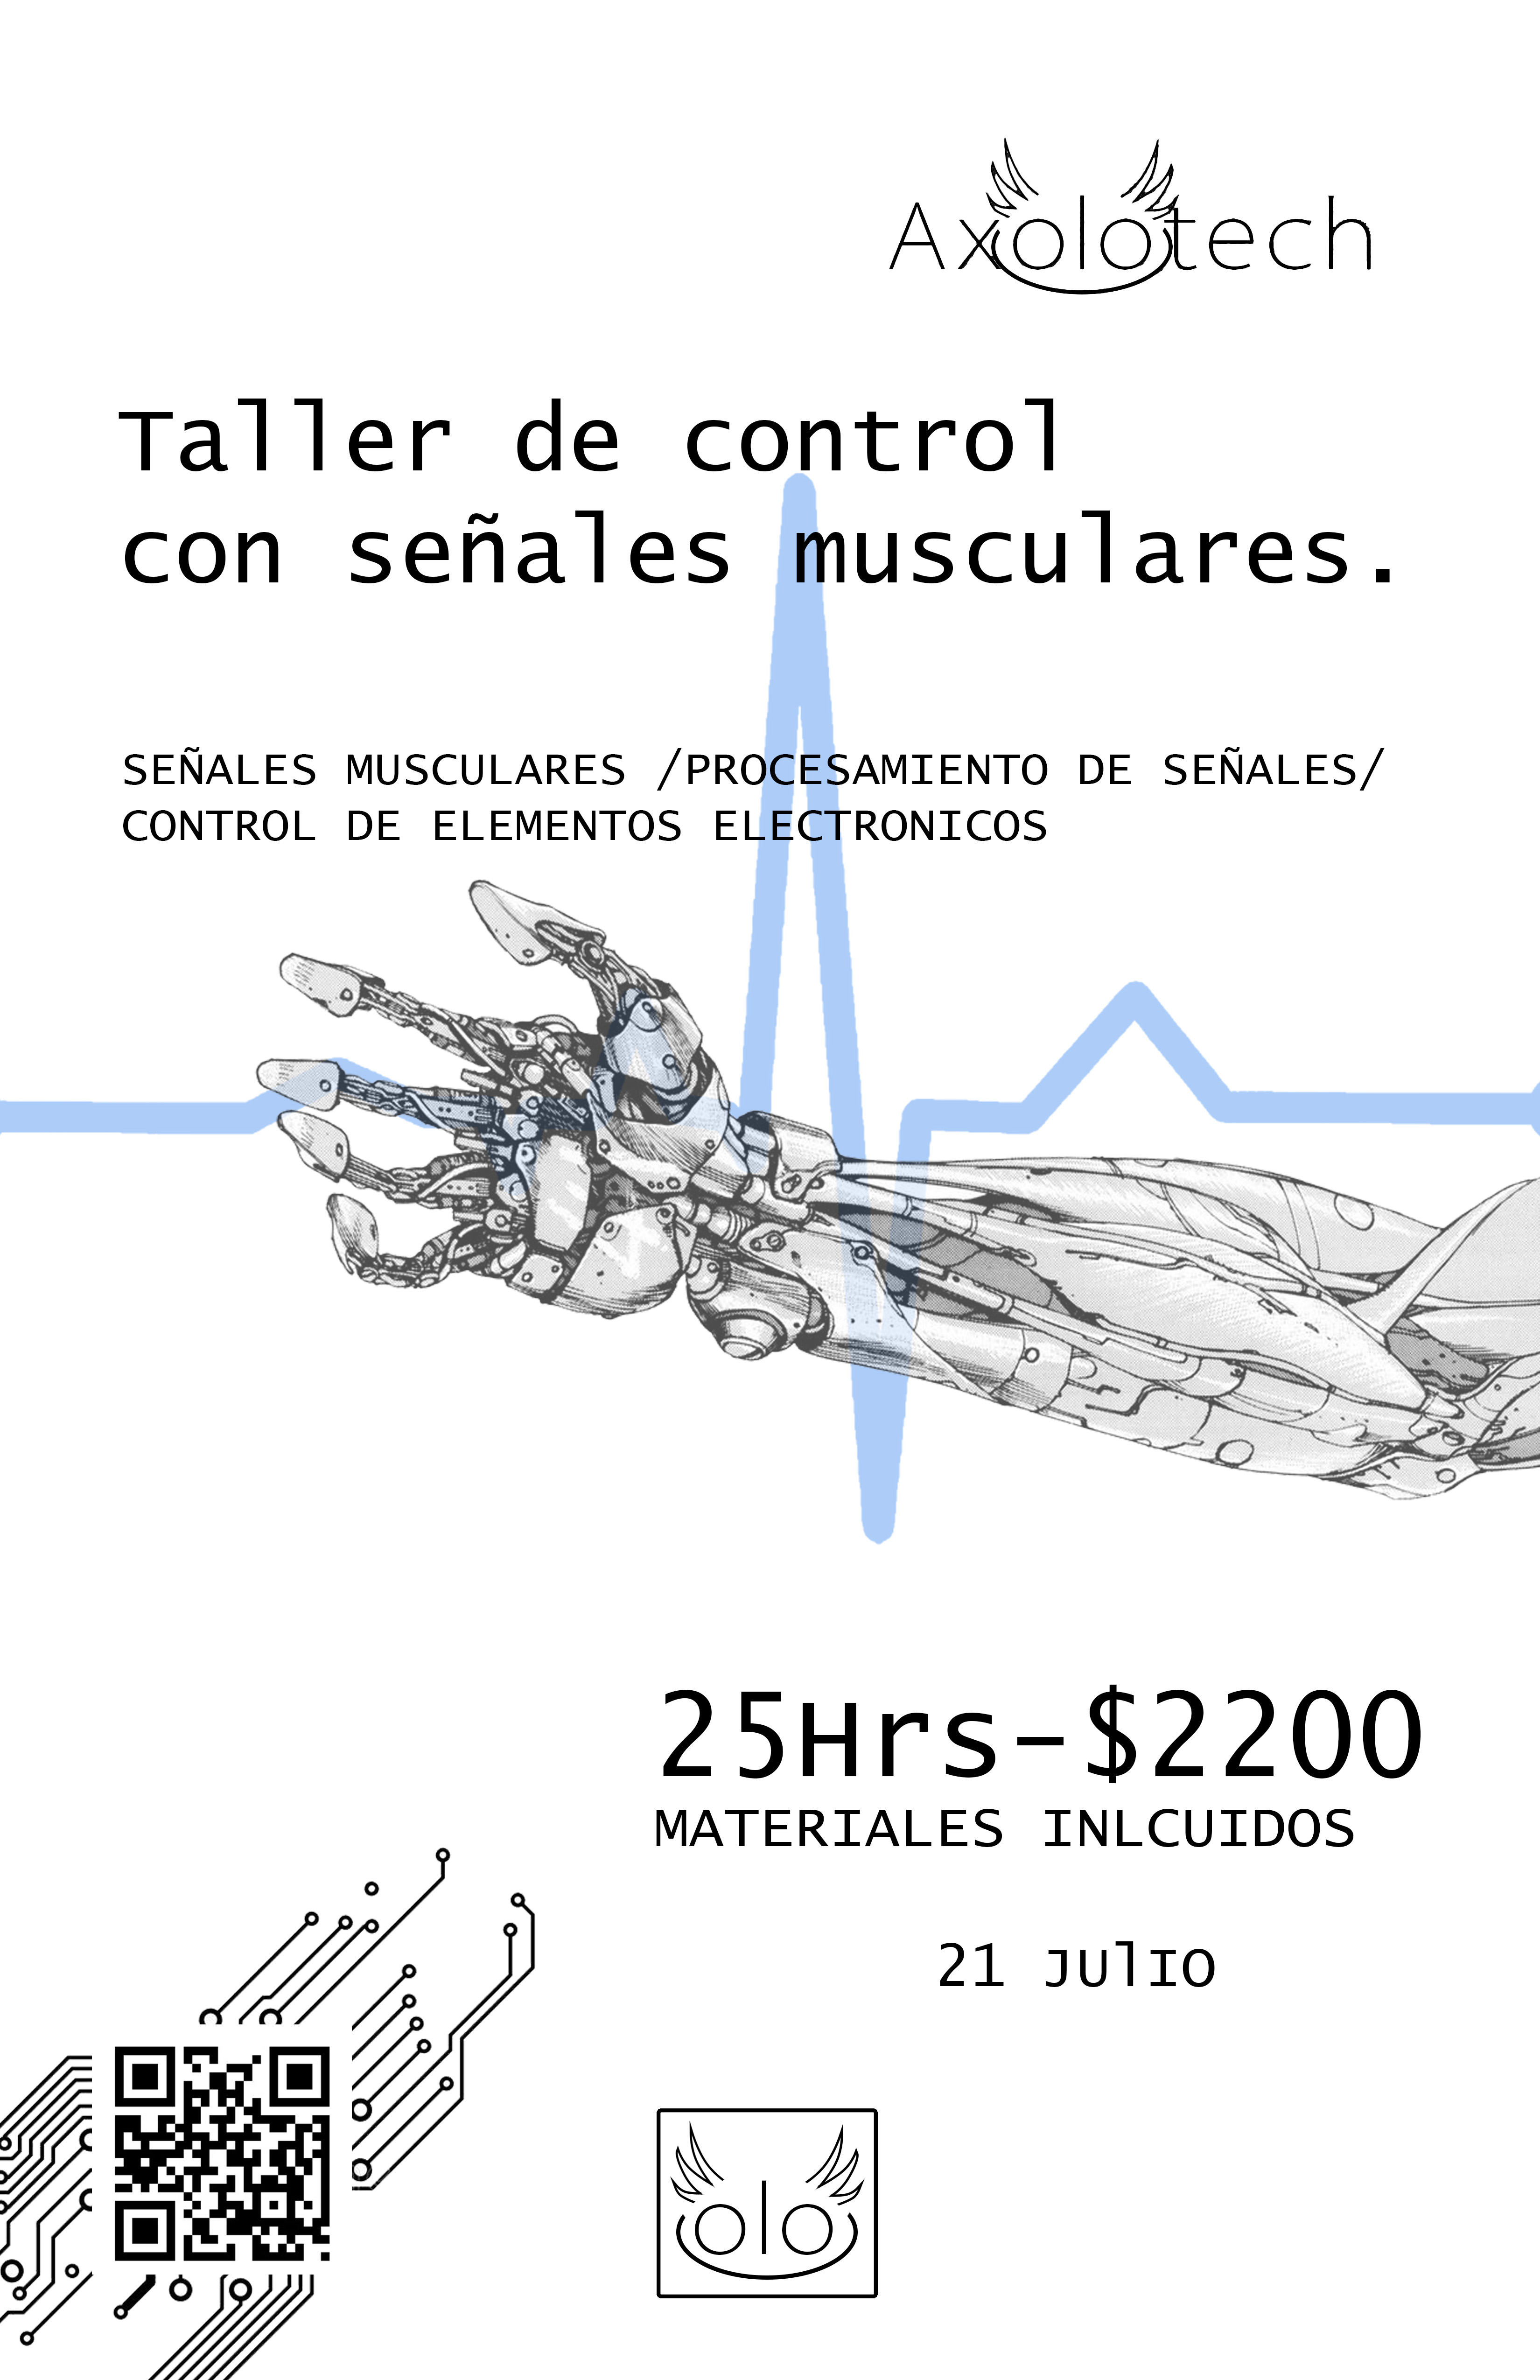 Axolotech
Taller de control
con señales musculares.
SEÑALES MUSCULARES /PROCESAMIENTO DE SEÑALES/
CONTROL DE ELEMENTOS ELECTRONICOS
25Hrs-$2200
MATERIALES INLCUIDOS
21 JUlIO
olo